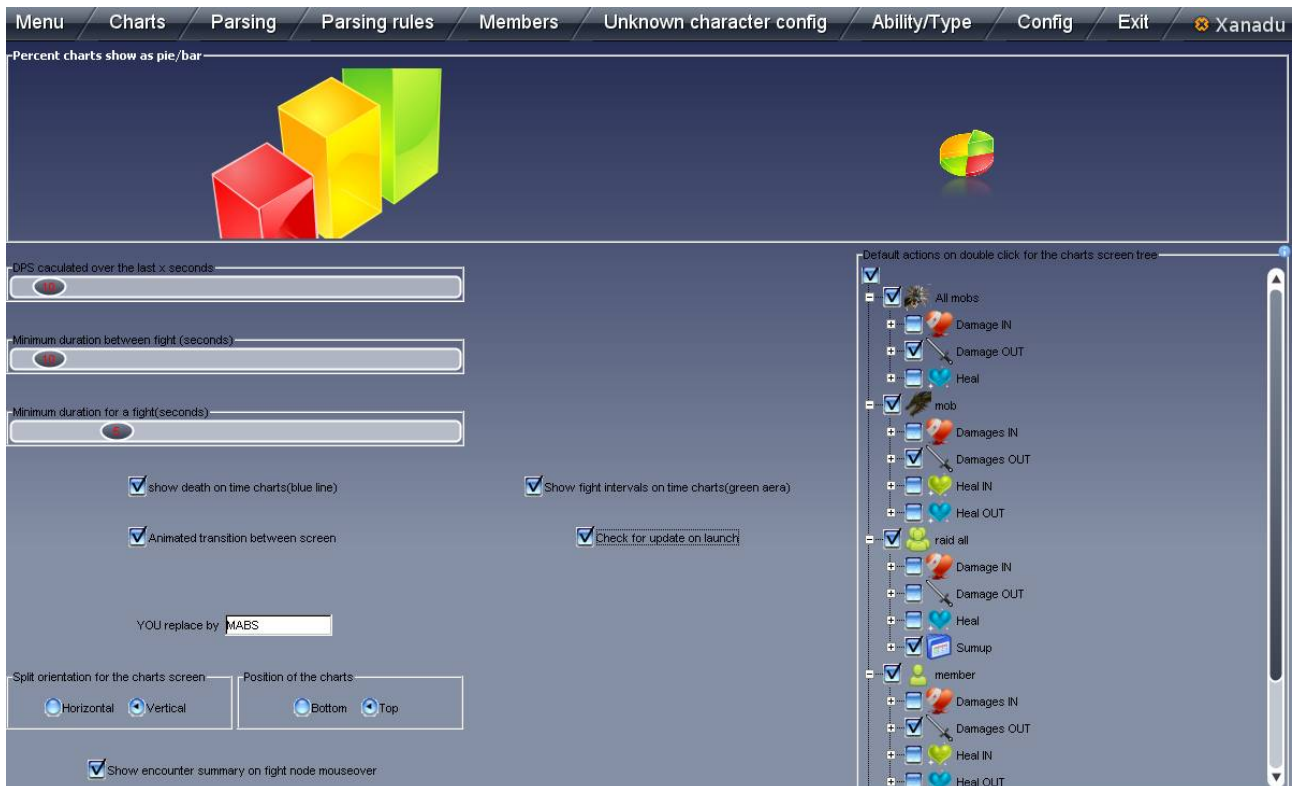 Menu Charts Parsing Parsing rules Members Unknown character config Ability/Type Config Exit Xanadu
Percent charts show as pie/bar
DPS caculated over the last x seconds
10
Minimum duration between fight (seconds)
10
Minimum duration for a fight(seconds)
5
show death on time charts(blue line)
Show fight intervals on time charts(green aera)
Animated transition between screen
Check for update on launch
YOU replace by MABS
Split orientation for the charts screen
Horizontal Vertical
Position of the charts
Bottom Top
Show encounter summary on fight node mouseover
Default actions on double click for the charts screen tree
All mobs
Damage IN
Damage OUT
Heal
mob
Damages IN
Damages OUT
Heal IN
Heal OUT
raid all
Damage IN
Damage OUT
Heal
Sumup
member
Damages IN
Damages OUT
Heal IN
Heal OUT